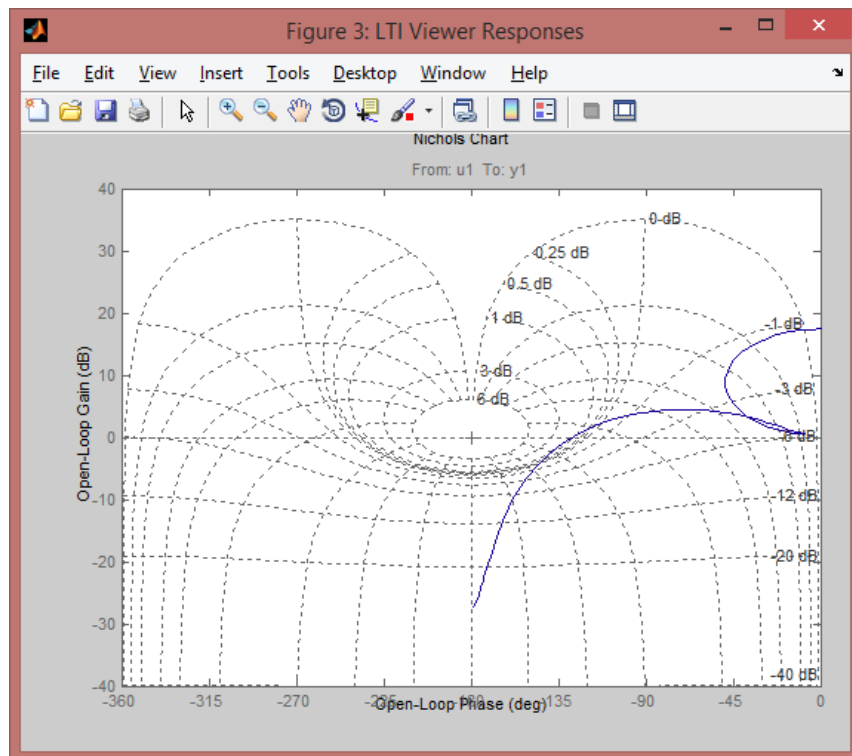 Figure 3: LTI Viewer Responses
File Edit View Insert Tools Desktop Window Help
Nichols Chart
From: u1 To: y1
Open-Loop Gain (dB)
40
30
20
10
0
-10
-20
-30
-40
0 dB
0.25 dB
0.5 dB
1 dB
-1 dB
3 dB
-3 dB
6 dB
-12 dB
-20 dB
-40 dB
-360 -315 -270 -225 -180 -135 -90 -45 0
Open-Loop Phase (deg)